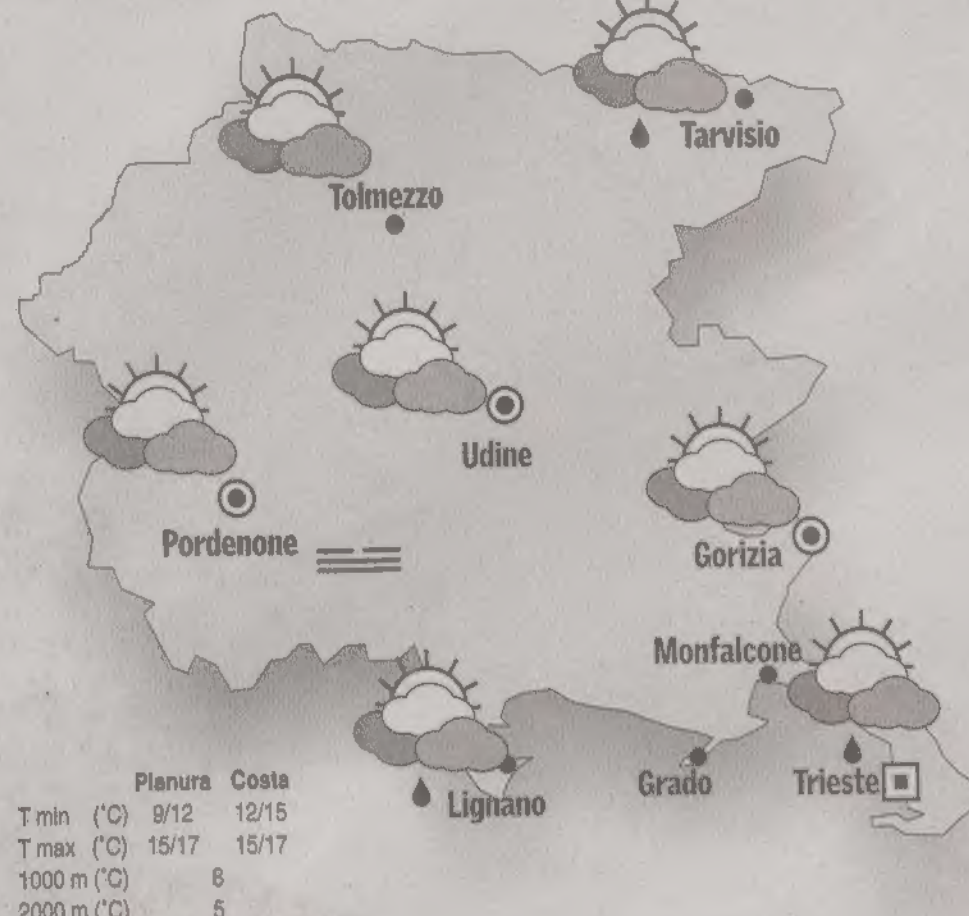 Tarvisio
Tolmezzo
Udine
Pordenone
Gorizia
Monfalcone
Grado
Trieste
Lignano
Planura Costa
T min (°C) 9/12 12/15
T max (°C) 15/17 15/17
1000 m (°C) 8
2000 m (°C) 5